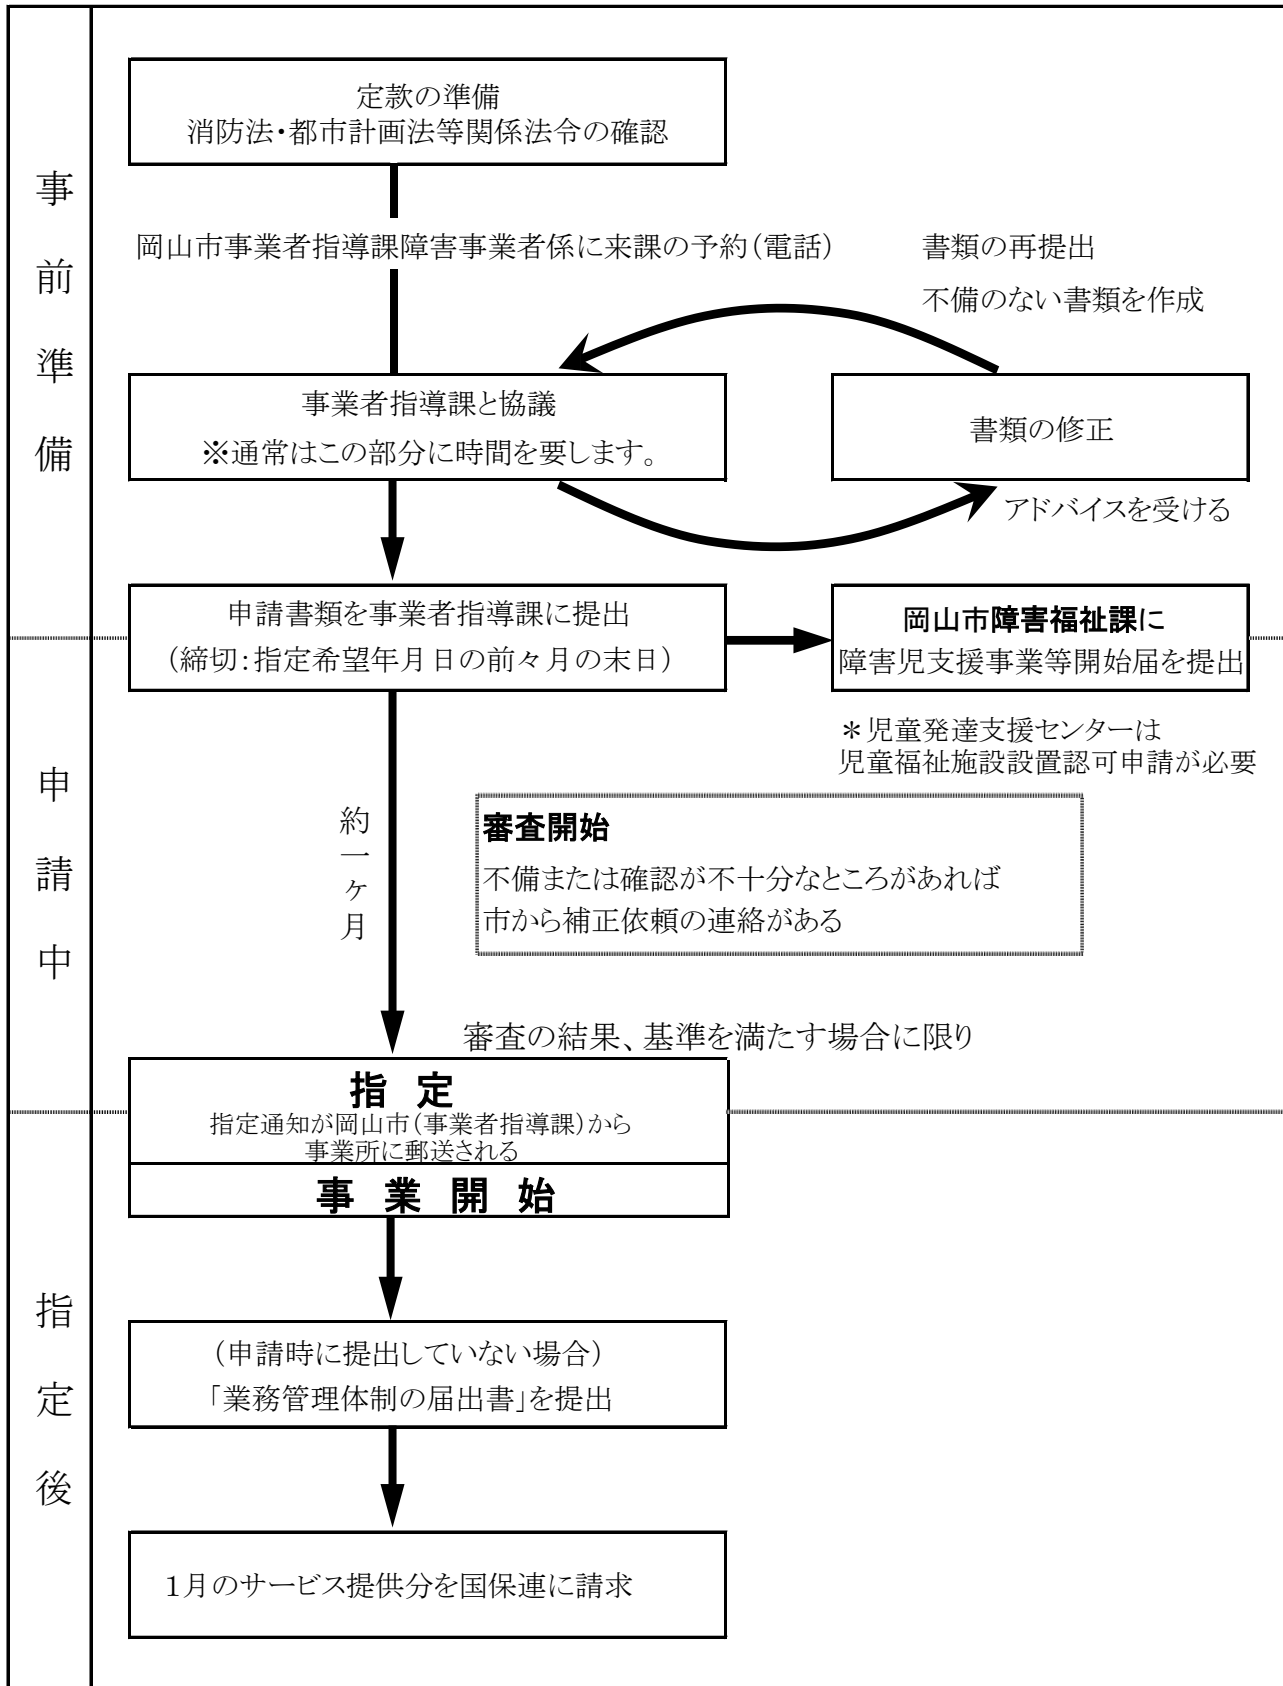 事前準備
定款の準備
消防法・都市計画法等関係法令の確認
岡山市事業者指導課障害事業者係に来課の予約（電話）
書類の再提出
不備のない書類を作成
事業者指導課と協議
※通常はこの部分に時間を要します。
書類の修正
アドバイスを受ける
申請書類を事業者指導課に提出
（締切：指定希望年月日の前々月の末日）
岡山市障害福祉課に
障害児支援事業等開始届を提出
＊児童発達支援センターは
児童福祉施設設置認可申請が必要
申請中
約一ヶ月
審査開始
不備または確認が不十分なところがあれば
市から補正依頼の連絡がある
審査の結果、基準を満たす場合に限り
指 定
指定通知が岡山市（事業者指導課）から
事業所に郵送される
事 業 開 始
指定後
（申請時に提出していない場合）
「業務管理体制の届出書」を提出
１月のサービス提供分を国保連に請求